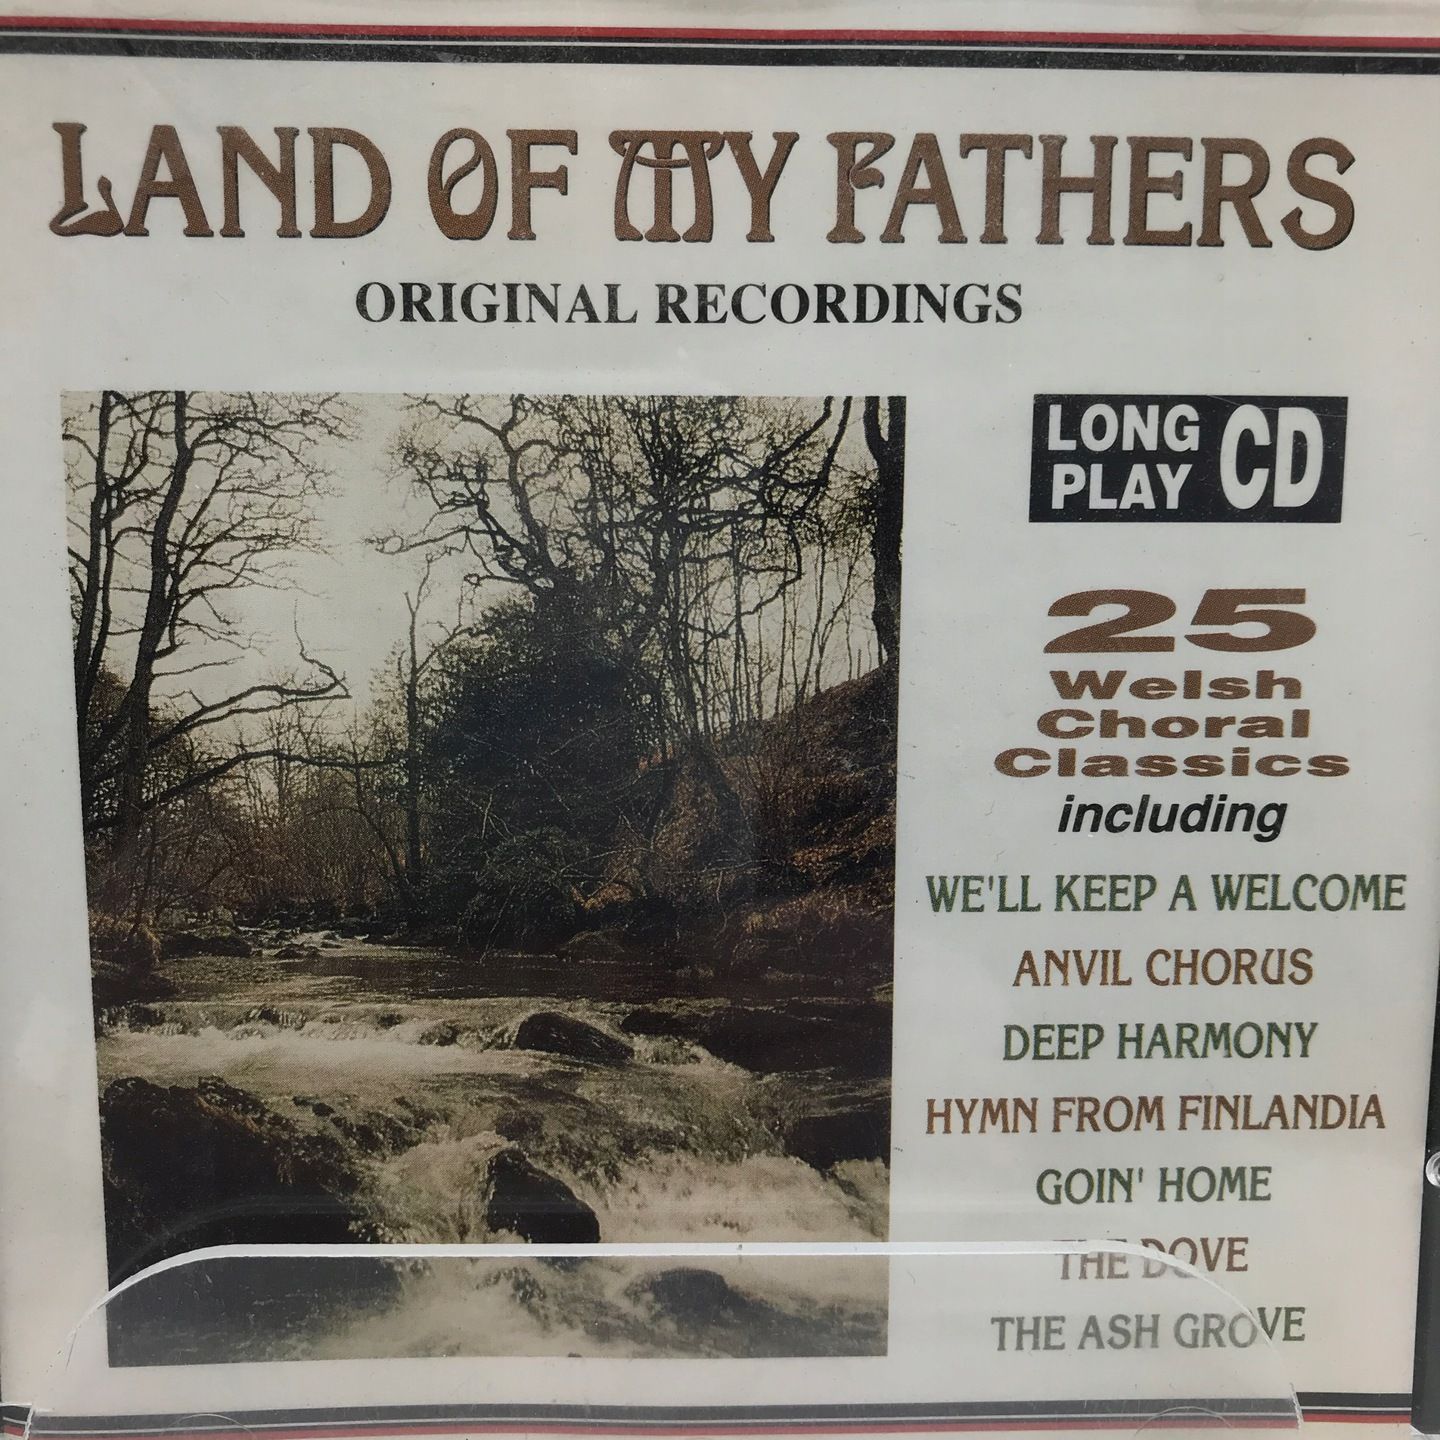 LAND OF MY FATHERS
ORIGINAL RECORDINGS
LONG PLAY CD
25
Welsh
Choral
Classics
including
WE'LL KEEP A WELCOME
ANVIL CHORUS
DEEP HARMONY
HYMN FROM FINLANDIA
GOIN' HOME
THE DOVE
THE ASH GROVE